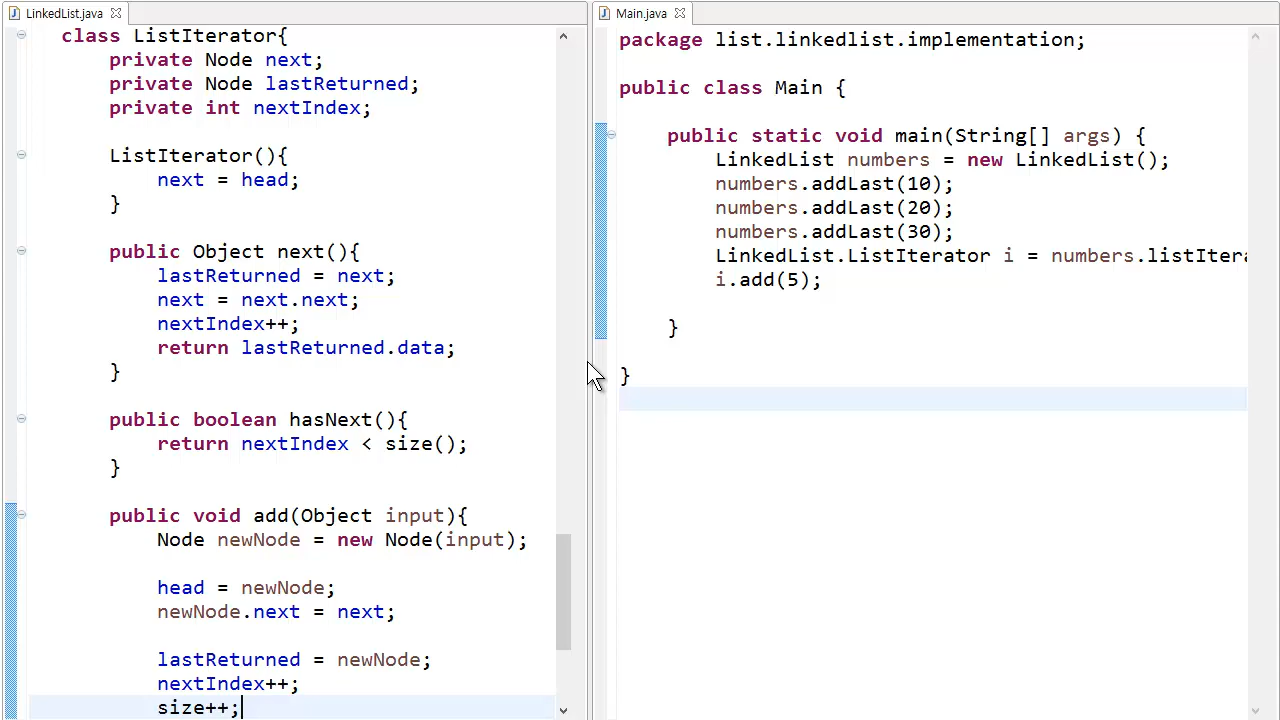 LinkedList.java
class ListIterator{
private Node next;
private Node lastReturned;
private int nextIndex;
ListIterator(){
next = head;
}
public Object next(){
lastReturned = next;
next = next.next;
nextIndex++;
return lastReturned.data;
}
public boolean hasNext(){
return nextIndex < size();
}
public void add(Object input){
Node newNode = new Node(input);
head = newNode;
newNode.next = next;
lastReturned = newNode;
nextIndex++;
size++;
Main.java
package list.linkedlist.implementation;
public class Main {
public static void main(String[] args) {
LinkedList numbers = new LinkedList();
numbers.addLast(10);
numbers.addLast(20);
numbers.addLast(30);
LinkedList.ListIterator i = numbers.listItera
i.add(5);
}
}